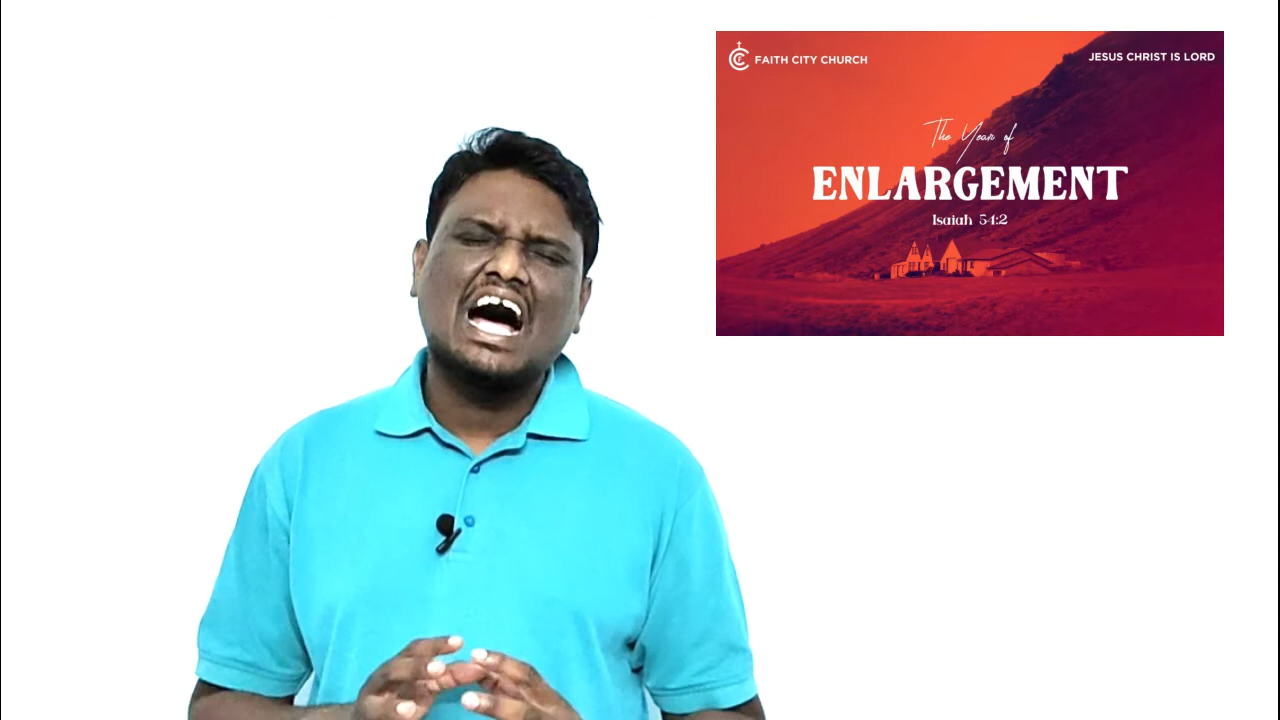 FAITH CITY CHURCH
JESUS CHRIST IS LORD
The Year of
ENLARGEMENT
Isaiah 54:2